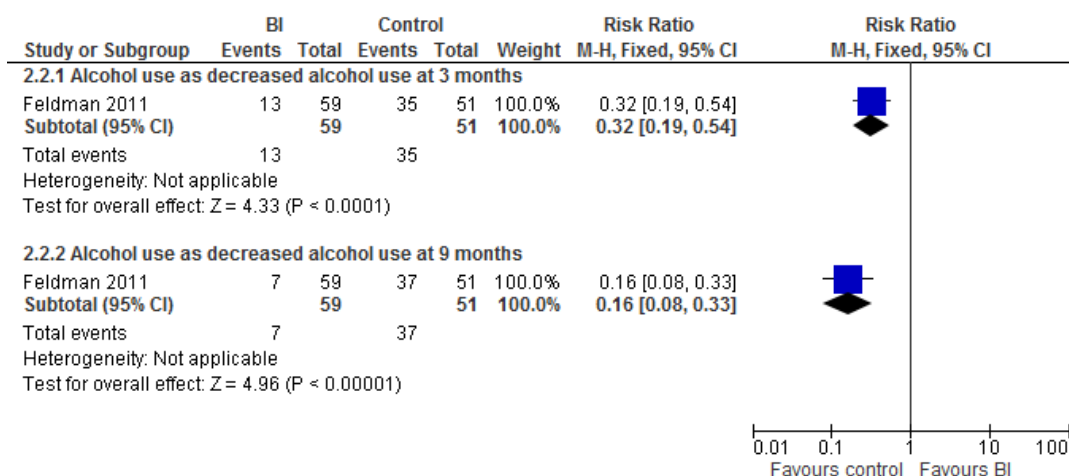 BI Control Risk Ratio Risk Ratio
Study or Subgroup Events Total Events Total Weight M-H, Fixed, 95% CI M-H, Fixed, 95% CI
2.2.1 Alcohol use as decreased alcohol use at 3 months
Feldman 2011 13 59 35 51 100.0% 0.32 [0.19, 0.54]
Subtotal (95% CI) 59 51 100.0% 0.32 [0.19, 0.54]
Total events 13 35
Heterogeneity: Not applicable
Test for overall effect: Z = 4.33 (P < 0.0001)
2.2.2 Alcohol use as decreased alcohol use at 9 months
Feldman 2011 7 59 37 51 100.0% 0.16 [0.08, 0.33]
Subtotal (95% CI) 59 51 100.0% 0.16 [0.08, 0.33]
Total events 7 37
Heterogeneity: Not applicable
Test for overall effect: Z = 4.96 (P < 0.00001)
0.01 0.1 1 10 100
Favours control Favours BI